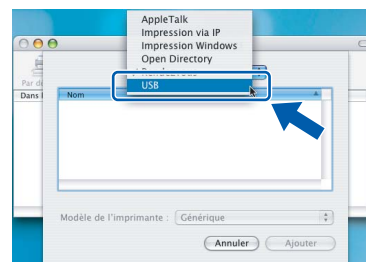 AppleTalk
Impression via IP
Impression Windows
Open Directory
USB
Par dé
Dans l
Nom
Modèle de l'imprimante : Générique
Annuler Ajouter